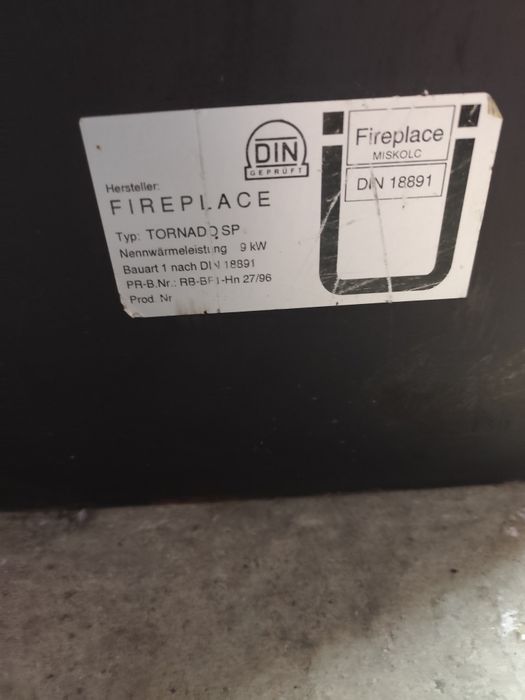 DIN
GEPRÜFT
Hersteller:
FIREPLACE
Typ: TORNADO SP
Nennwärmeleistung 9 kW
Bauart 1 nach DIN 18891
PR-B.Nr.: RB-BF1-Hn 27/96
Prod. Nr
Ü
Fireplace
MISKOLC
DIN 18891